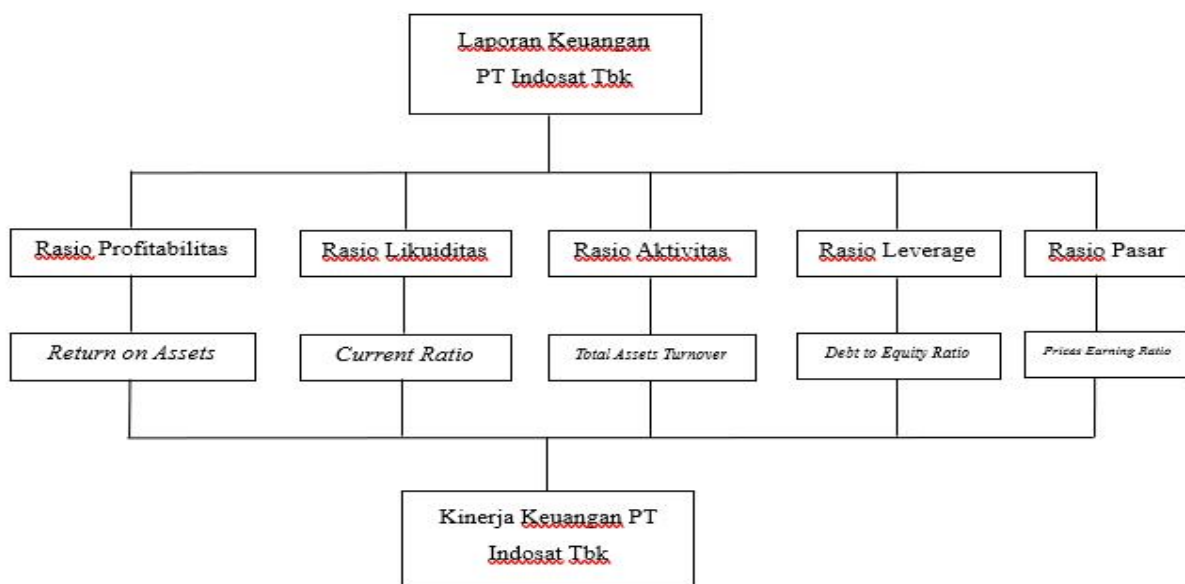 Laporan Keuangan
PT Indosat Tbk
Rasio Profitabilitas
Rasio Likuiditas
Rasio Aktivitas
Rasio Leverage
Rasio Pasar
Return on Assets
Current Ratio
Total Assets Turnover
Debt to Equity Ratio
Prices Earning Ratio
Kinerja Keuangan PT
Indosat Tbk